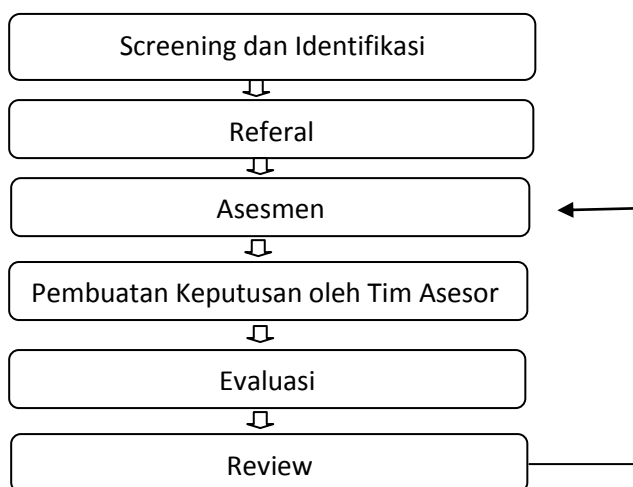 Screening dan Identifikasi
Referal
Asesmen
Pembuatan Keputusan oleh Tim Asesor
Evaluasi
Review